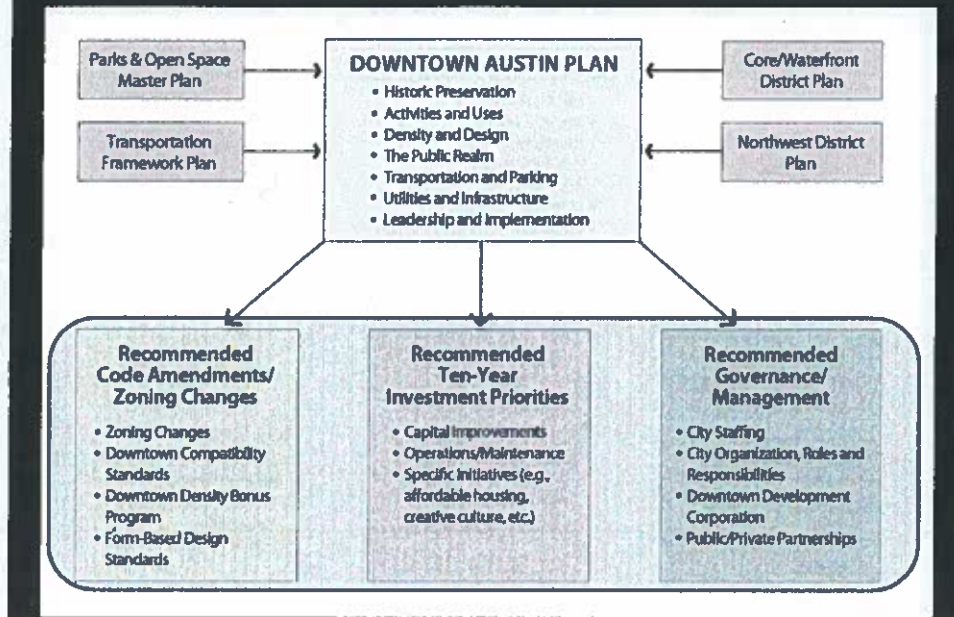 Parks & Open Space
Master Plan
Transportation
Framework Plan
DOWNTOWN AUSTIN PLAN
• Historic Preservation
• Activities and Uses
• Density and Design
• The Public Realm
• Transportation and Parking
• Utilities and Infrastructure
• Leadership and Implementation
Core/Waterfront
District Plan
Northwest District
Plan
Recommended
Code Amendments/
Zoning Changes
• Zoning Changes
• Downtown Compatibility
Standards
• Downtown Density Bonus
Program
• Form-Based Design
Standards
Recommended
Ten-Year
Investment Priorities
• Capital Improvements
• Operations/Maintenance
• Specific Initiatives (e.g.,
affordable housing,
creative culture, etc.)
Recommended
Governance/
Management
• City Staffing
• City Organization, Roles and
Responsibilities
• Downtown Development
Corporation
• Public/Private Partnerships